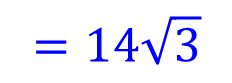 = 14√3